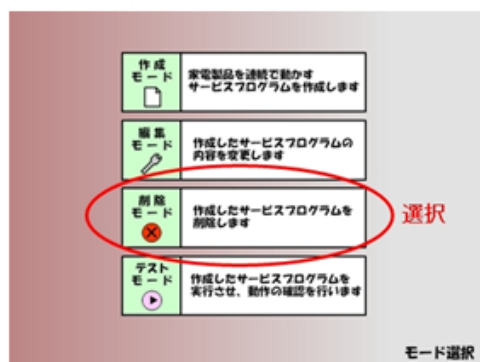 作成
モード
家電製品を連続で動かす
サービスプログラムを作成します
編集
モード
作成したサービスプログラムの
内容を変更します
削除
モード
作成したサービスプログラムを
削除します
選択
テスト
モード
作成したサービスプログラムを
実行させ、動作の確認を行います
モード選択